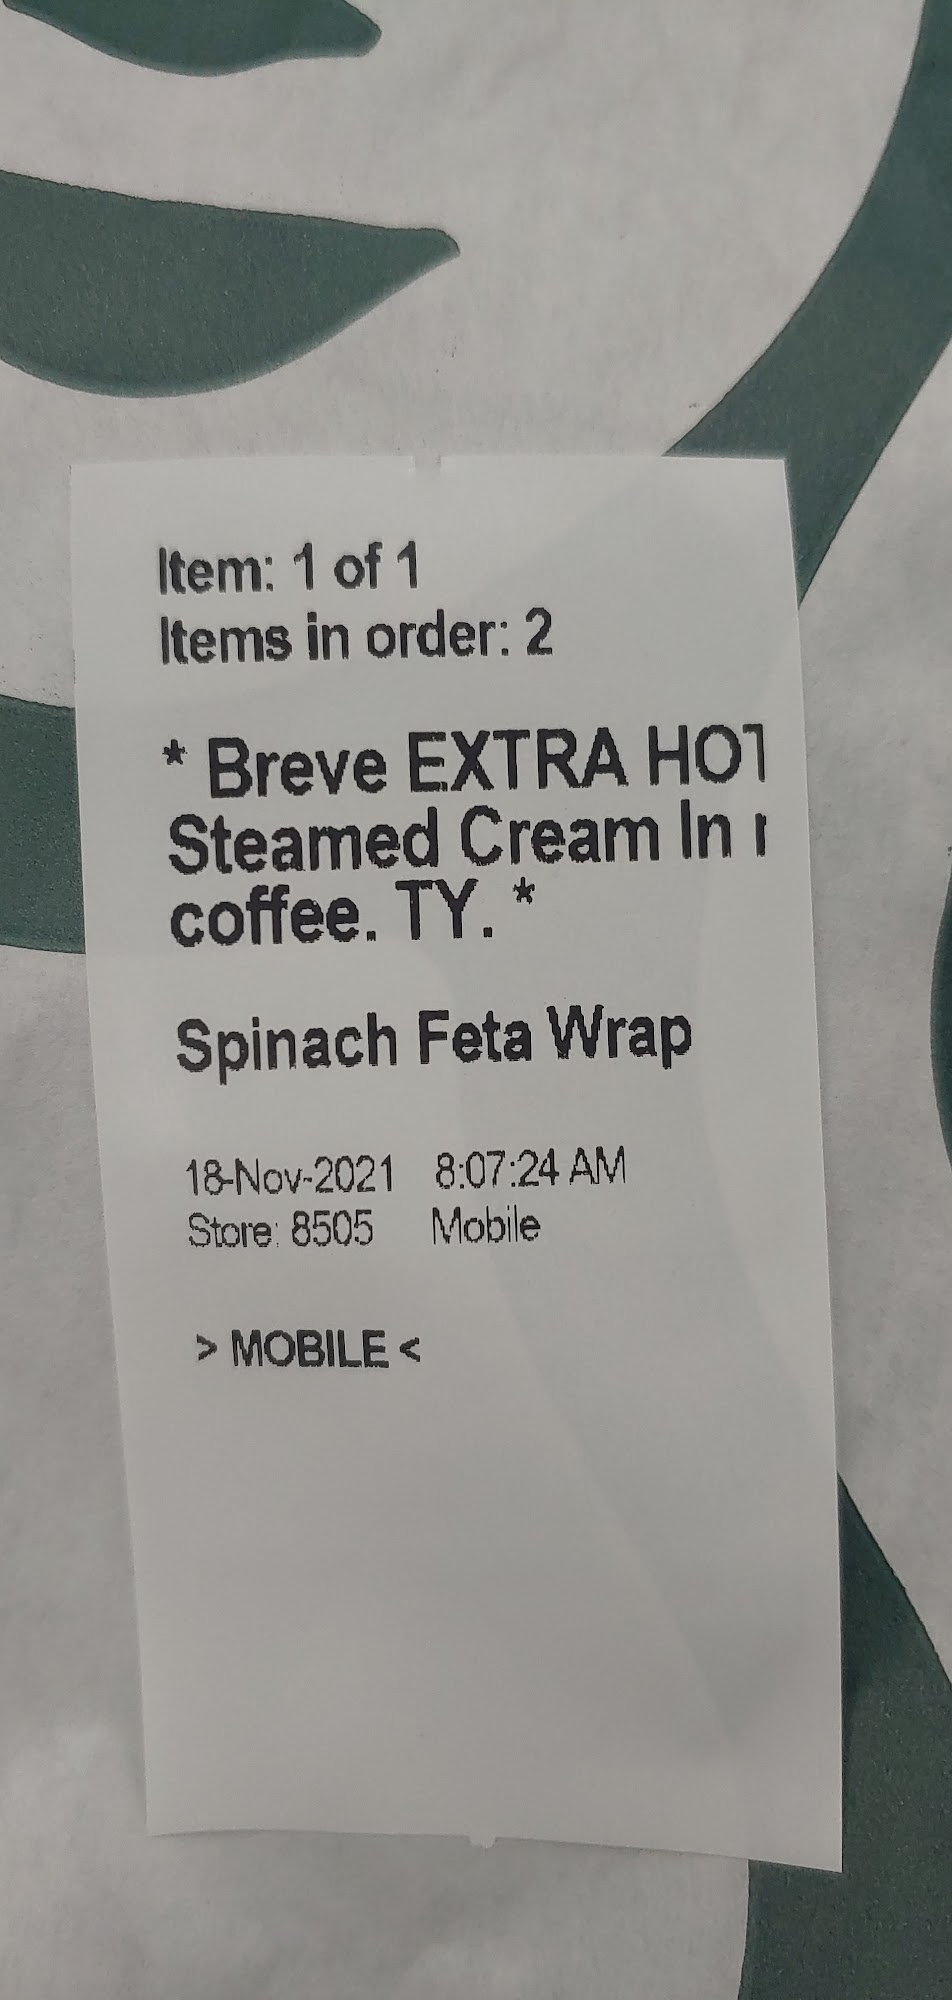 Item: 1 of 1
Items in order: 2
* Breve EXTRA HOT
Steamed Cream In
coffee. TY. *
Spinach Feta Wrap
18-Nov-2021 8:07:24 AM
Store: 8505 Mobile
> MOBILE <